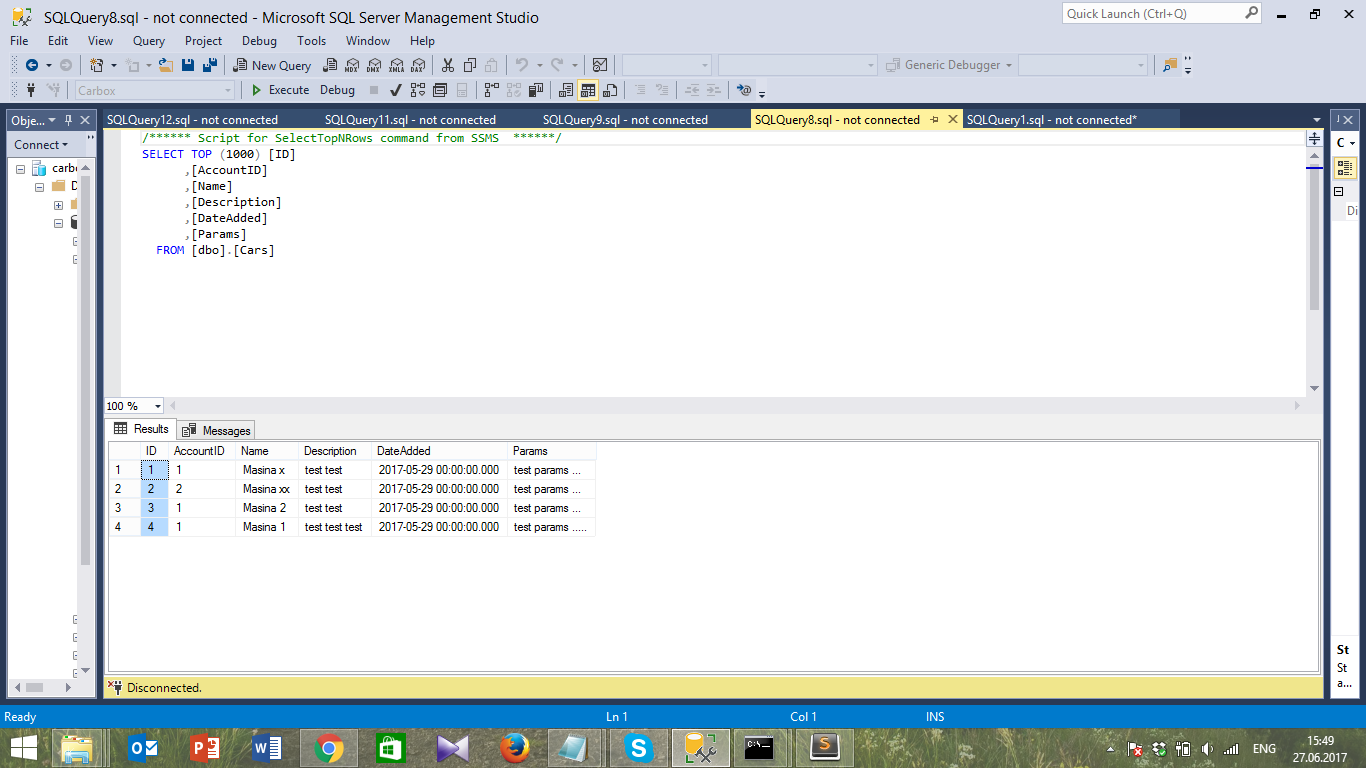 SQLQuery8.sql - not connected - Microsoft SQL Server Management Studio
Quick Launch (Ctrl+Q)
File Edit View Query Project Debug Tools Window Help
New Query MDX DMX XMLA DAX Generic Debugger
Carbox Execute Debug
Obje... SQLQuery12.sql - not connected SQLQuery11.sql - not connected SQLQuery9.sql - not connected SQLQuery8.sql - not connected SQLQuery1.sql - not connected*
Connect
C
/****** Script for SelectTopNRows command from SSMS ******/
SELECT TOP (1000) [ID]
,[AccountID]
,[Name]
,[Description]
,[DateAdded]
,[Params]
FROM [dbo].[Cars]
carb
D
Di
100 %
Results Messages
ID AccountID Name Description DateAdded Params
1 1 1 Masina x test test 2017-05-29 00:00:00.000 test params ...
2 2 2 Masina xx test test 2017-05-29 00:00:00.000 test params ...
3 3 1 Masina 2 test test 2017-05-29 00:00:00.000 test params ...
4 4 1 Masina 1 test test test 2017-05-29 00:00:00.000 test params .....
St
St
a...
Disconnected.
Ready Ln 1 Col 1 INS
ENG
15:49
27.06.2017